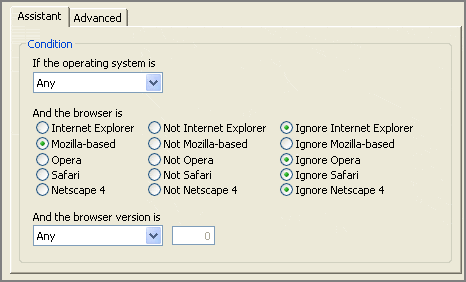 Assistant Advanced
Condition
If the operating system is
Any
And the browser is
Internet Explorer Not Internet Explorer Ignore Internet Explorer
Mozilla-based Not Mozilla-based Ignore Mozilla-based
Opera Not Opera Ignore Opera
Safari Not Safari Ignore Safari
Netscape 4 Not Netscape 4 Ignore Netscape 4
And the browser version is
Any 0